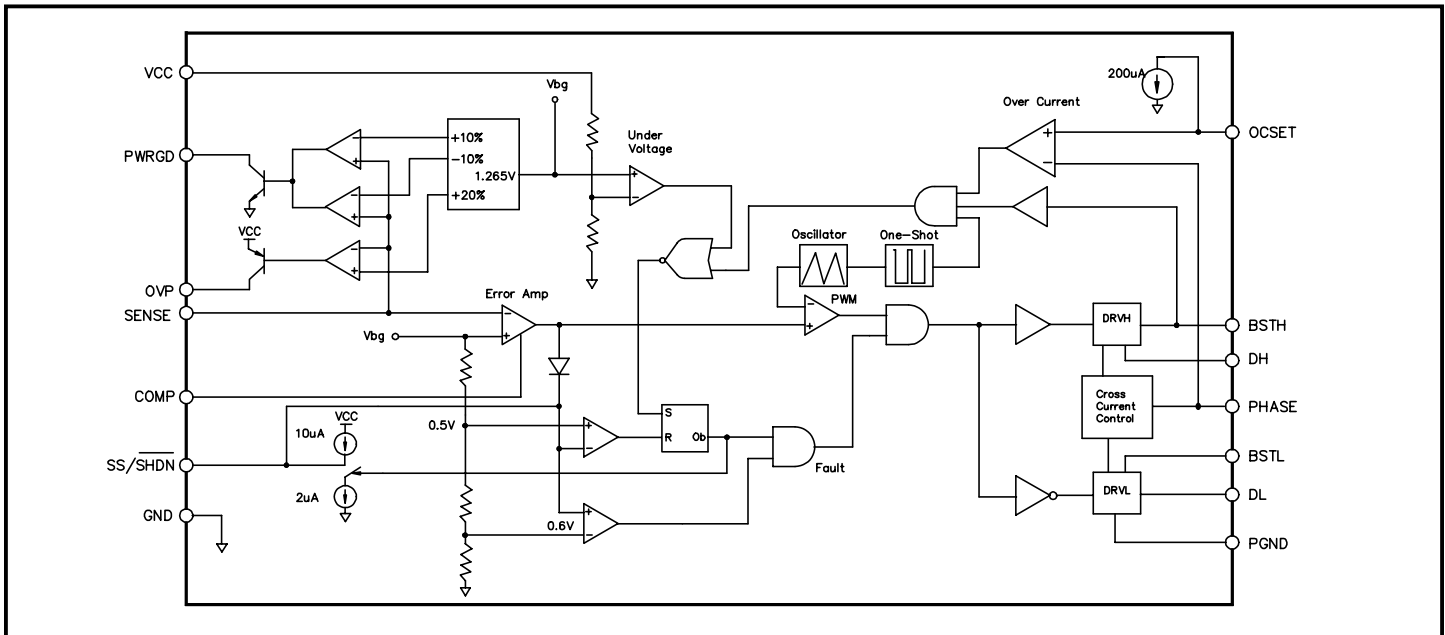 VCC
PWRGD
VCC
OVP
SENSE
COMP
SS/SHDN
GND
+10%
-10%
1.265V
+20%
Vbg
Under
Voltage
+
-
-
+
-
+
-
+
Error Amp
-
+
Vbg
VCC
10uA
2uA
0.5V
0.6V
+
-
+
-
S
R
Qb
Fault
Oscillator
One-Shot
-
+
PWM
Over Current
+
-
200uA
DRVH
Cross
Current
Control
DRVL
OCSET
BSTH
DH
PHASE
BSTL
DL
PGND